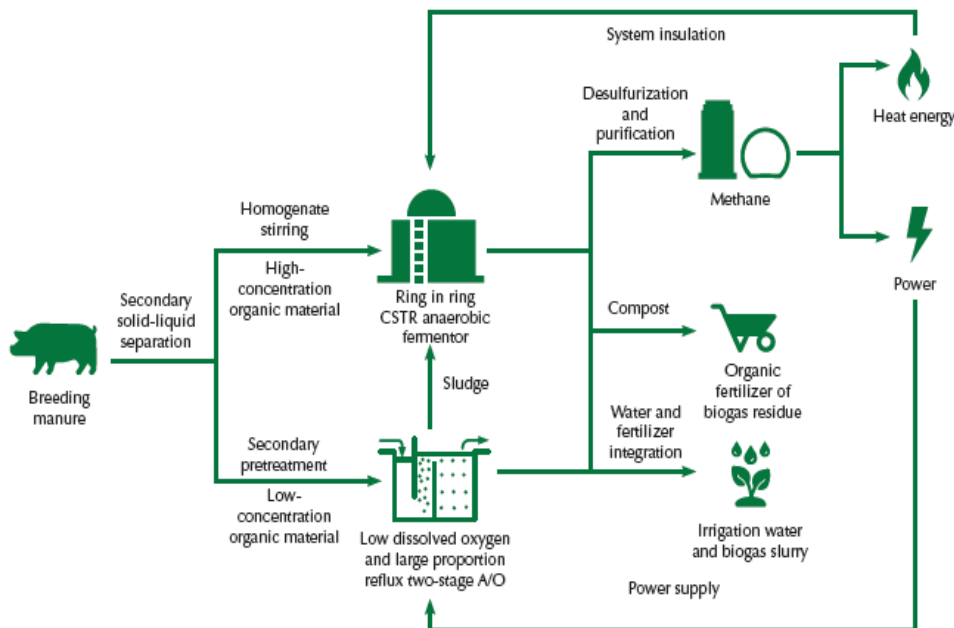 System insulation
Desulfurization
and
purification
Heat energy
Methane
Homogenate
stirring
High-
concentration
organic material
Secondary
solid-liquid
separation
Ring in ring
CSTR anaerobic
fermentor
Power
Compost
Breeding
manure
Sludge
Organic
fertilizer of
biogas residue
Water and
fertilizer
integration
Secondary
pretreatment
Low-
concentration
organic material
Low dissolved oxygen
and large proportion
reflux two-stage A/O
Irrigation water
and biogas slurry
Power supply